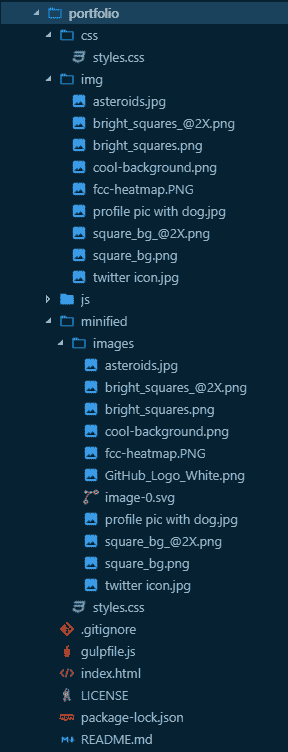 portfolio
css
styles.css
img
asteroids.jpg
bright_squares_@2X.png
bright_squares.png
cool-background.png
fcc-heatmap.PNG
profile pic with dog.jpg
square_bg_@2X.png
square_bg.png
twitter icon.jpg
js
minified
images
asteroids.jpg
bright_squares_@2X.png
bright_squares.png
cool-background.png
fcc-heatmap.PNG
GitHub_Logo_White.png
image-0.svg
profile pic with dog.jpg
square_bg_@2X.png
square_bg.png
twitter icon.jpg
styles.css
.gitignore
gulpfile.js
index.html
LICENSE
package-lock.json
README.md